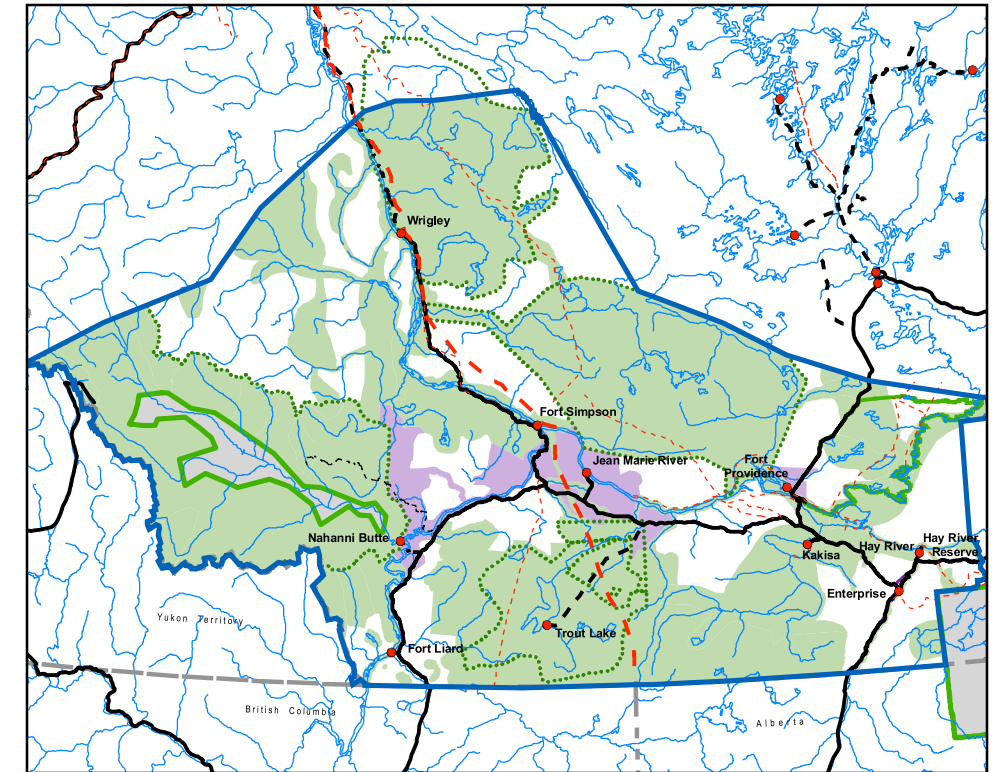 Wrigley
Fort Simpson
Jean Marie River
Fort
Providence
Nahanni Butte
Kakisa
Hay River
Hay River
Reserve
Enterprise
Trout Lake
Fort Liard
Yukon Territory
British Columbia
Alberta